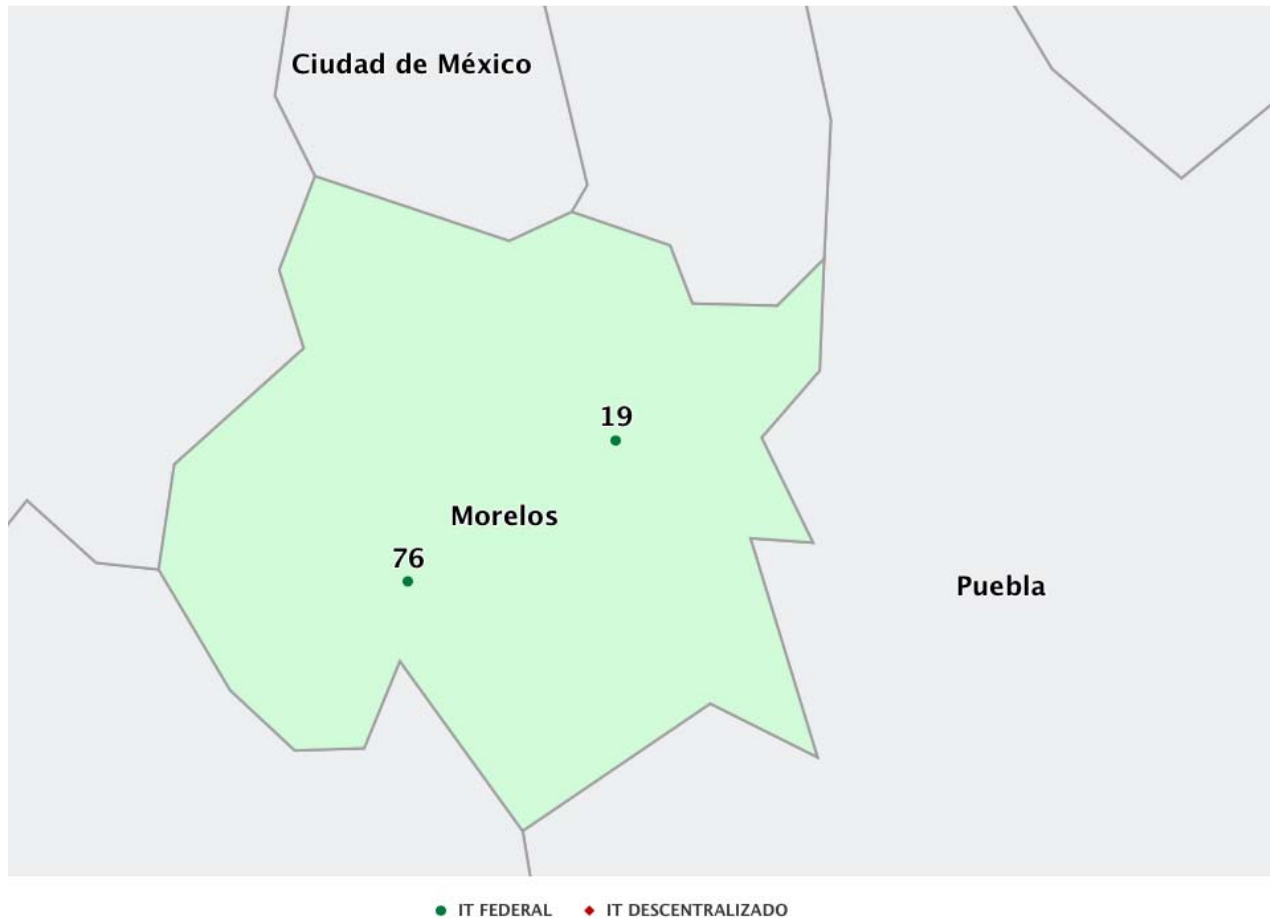 Ciudad de México
19
Morelos
76
Puebla
IT FEDERAL IT DESCENTRALIZADO